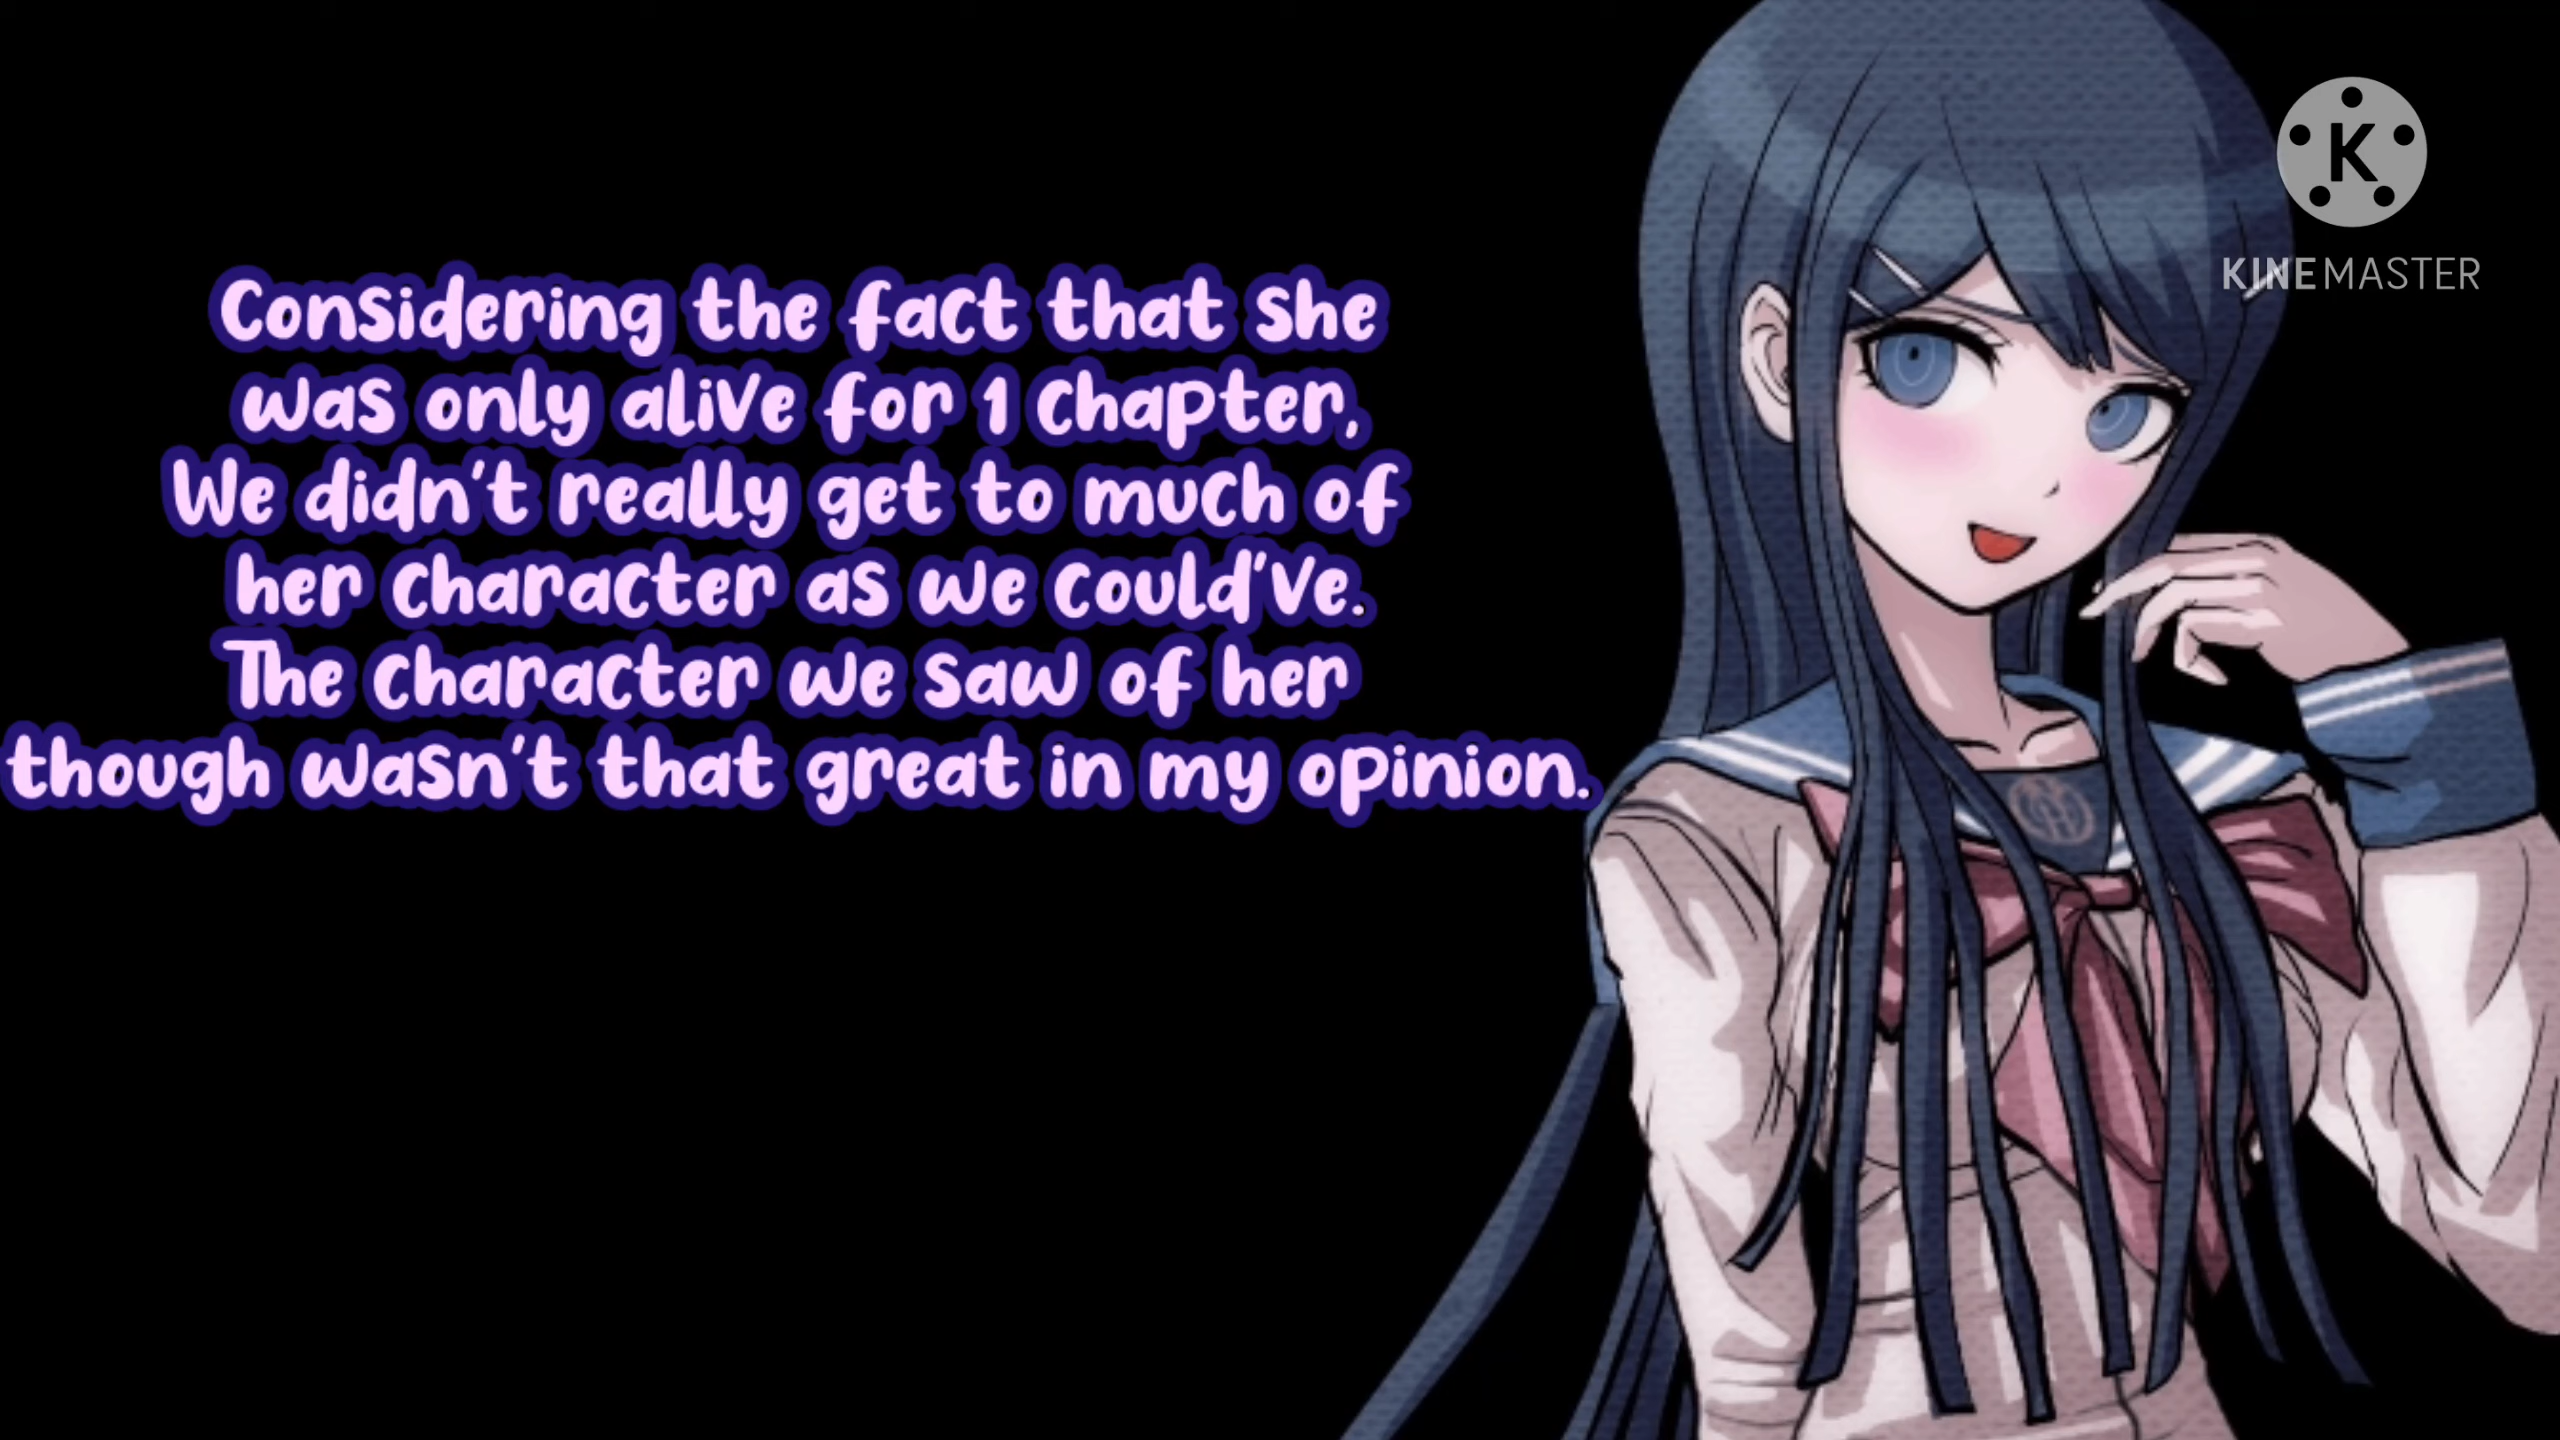 Considering the fact that she
was only alive for 1 chapter,
We didn't really get to much of
her character as we could've.
The character we saw of her
though wasn't that great in my opinion.
K
KINEMASTER